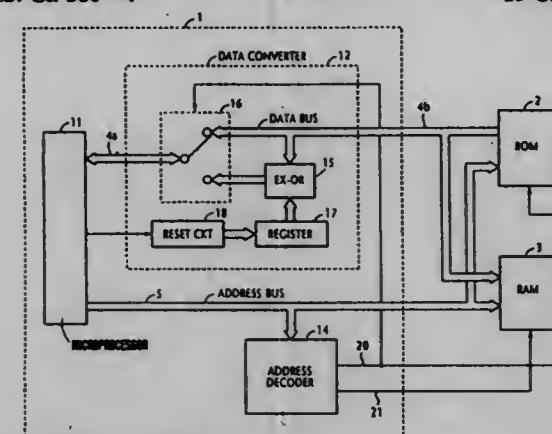 1
DATA CONVERTER
12
2
11
16
DATA BUS
4b
4a
ROM
15
EX-OR
18
17
3
RESET CXT
REGISTER
RAM
5
ADDRESS BUS
MICROPROCESSOR
14
20
ADDRESS
DECODER
21